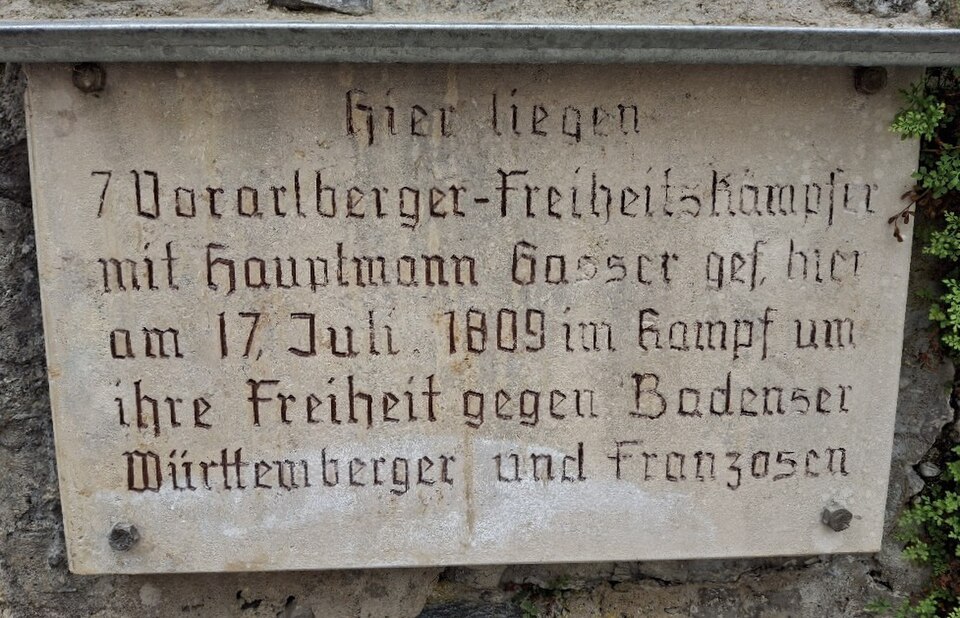 Hier liegen
7 Vorarlberger-Freiheitskämpfer
mit Hauptmann Gasser gef. hier
am 17. Juli 1809 im Kampf um
ihre Freiheit gegen Badenser
Württemberger und Franzosen